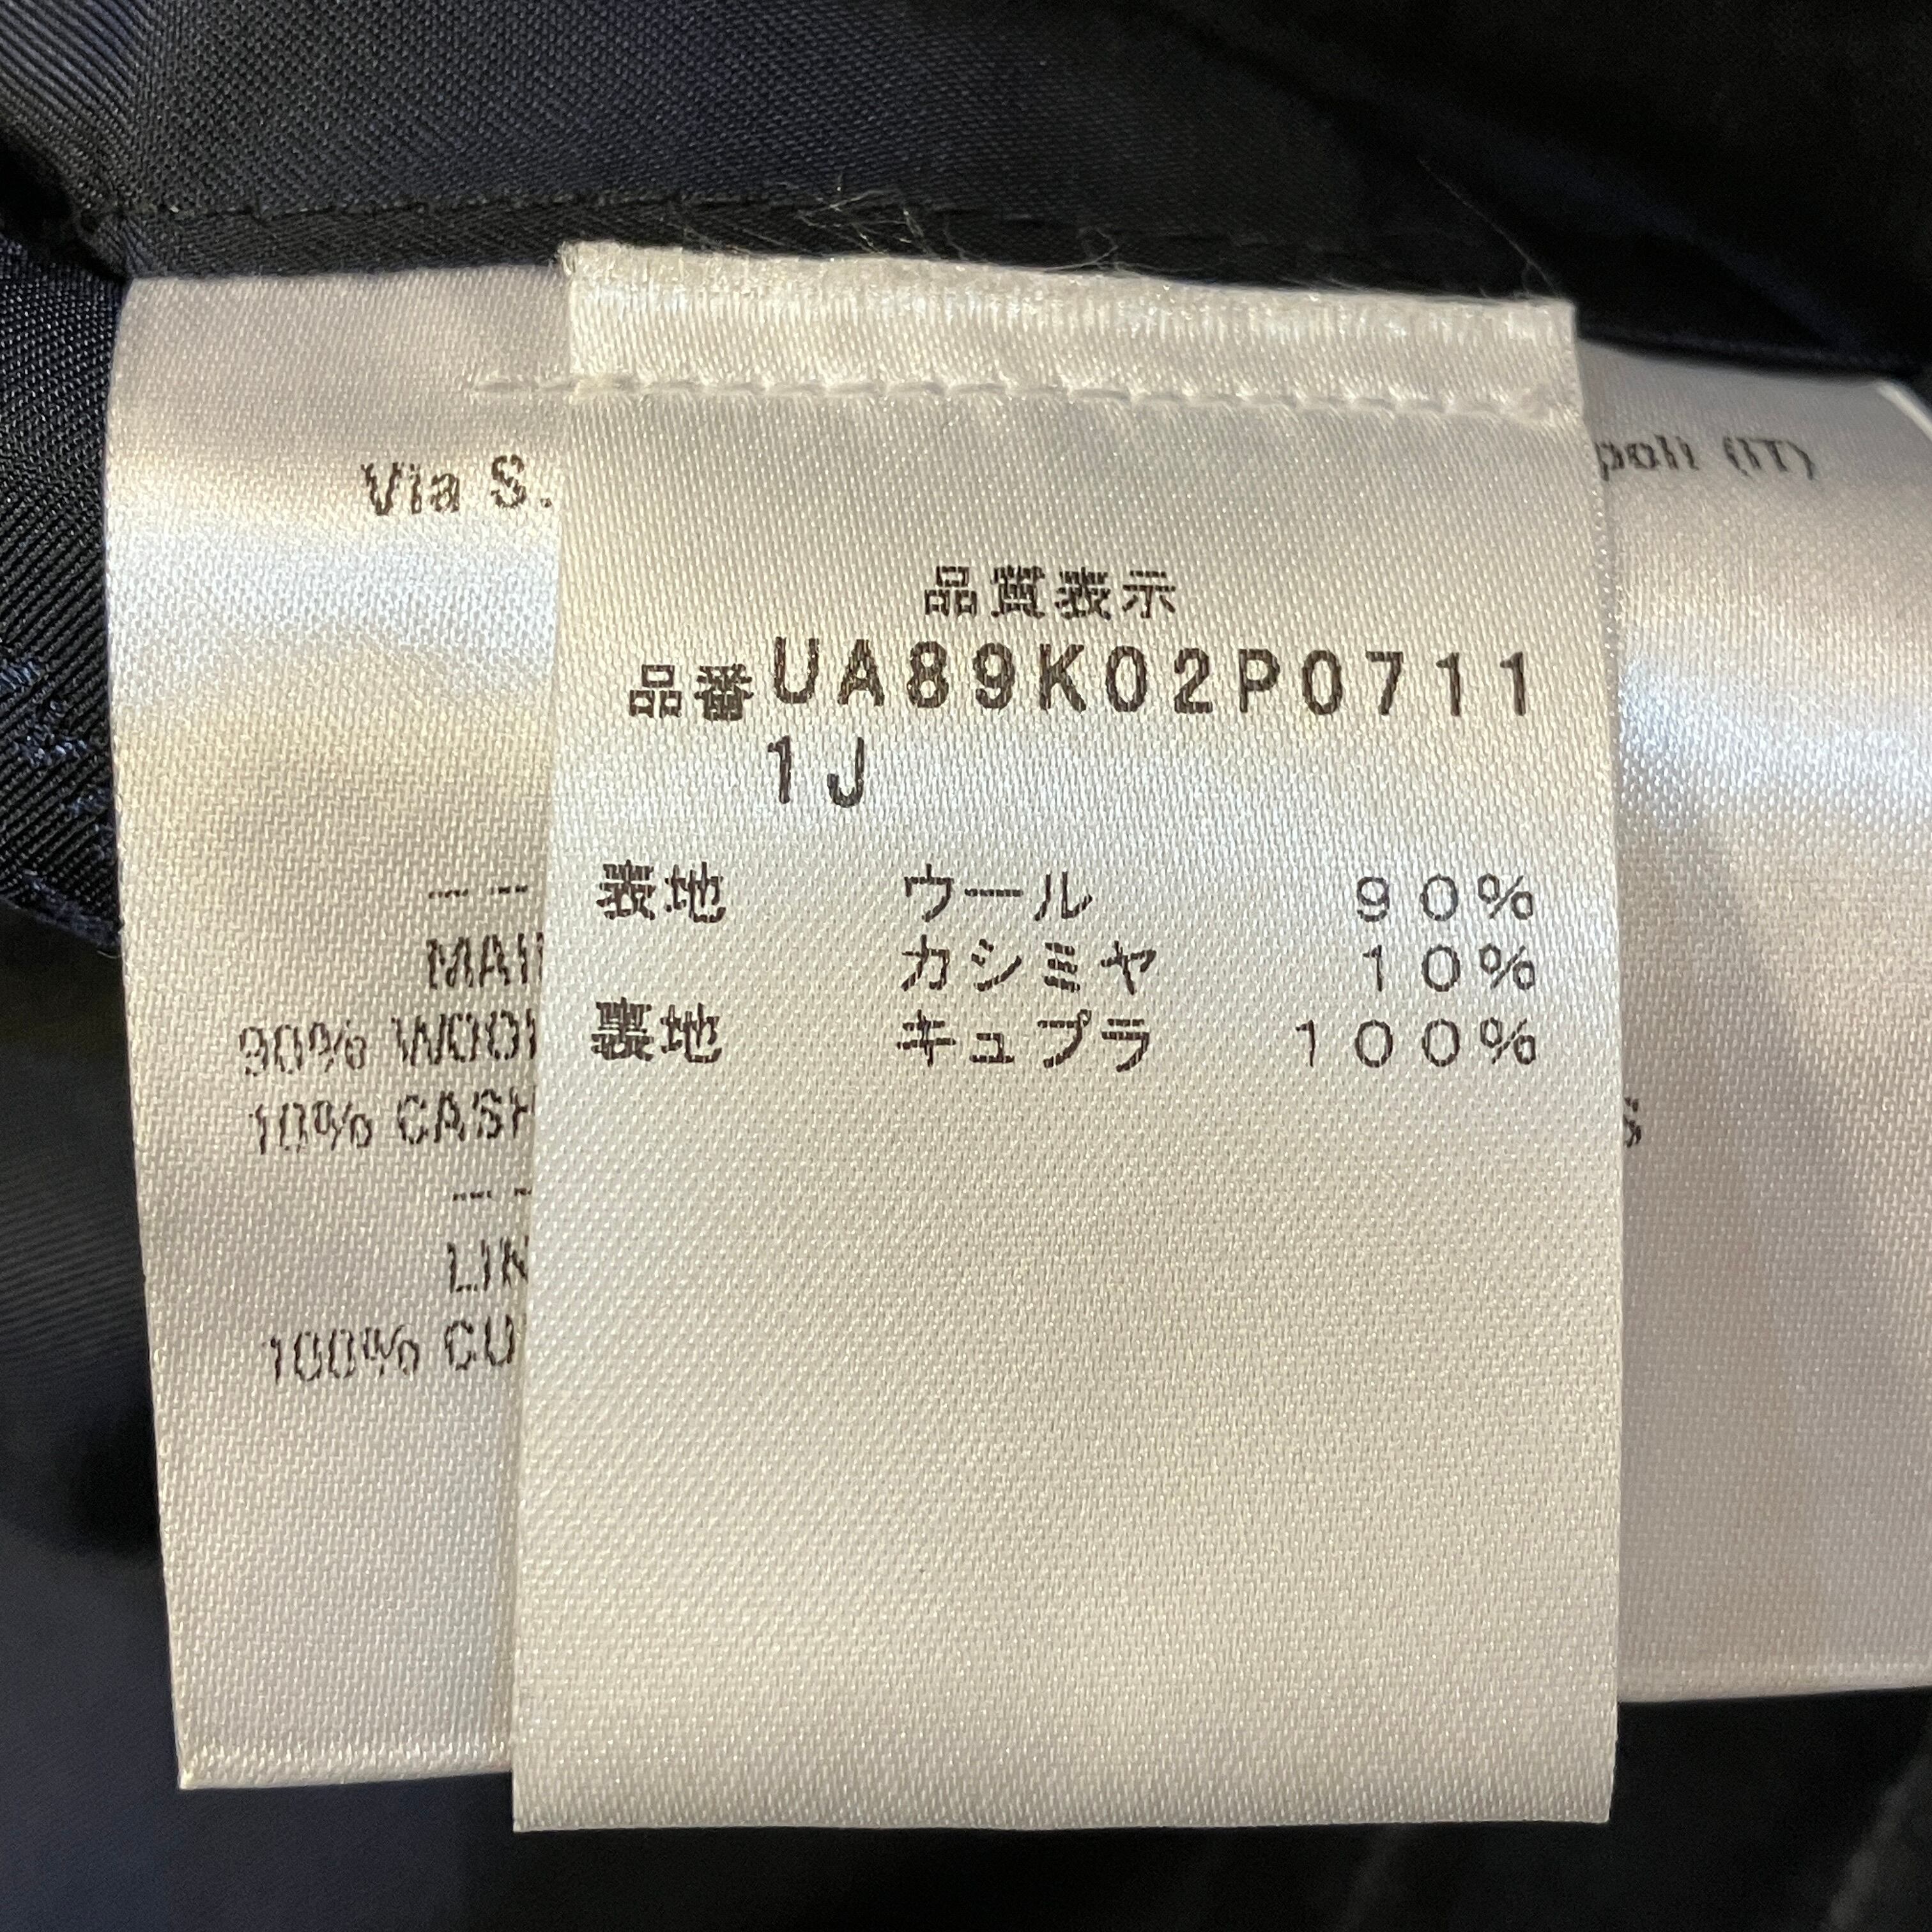 Via S.
poli (IT)
品質表示
品番UA89K02P0711
1J
表地 ウール 90%
カシミヤ 10%
裏地 キュプラ 100%
MAI
90% WOO
10% CASH
LIN
100% CU
s